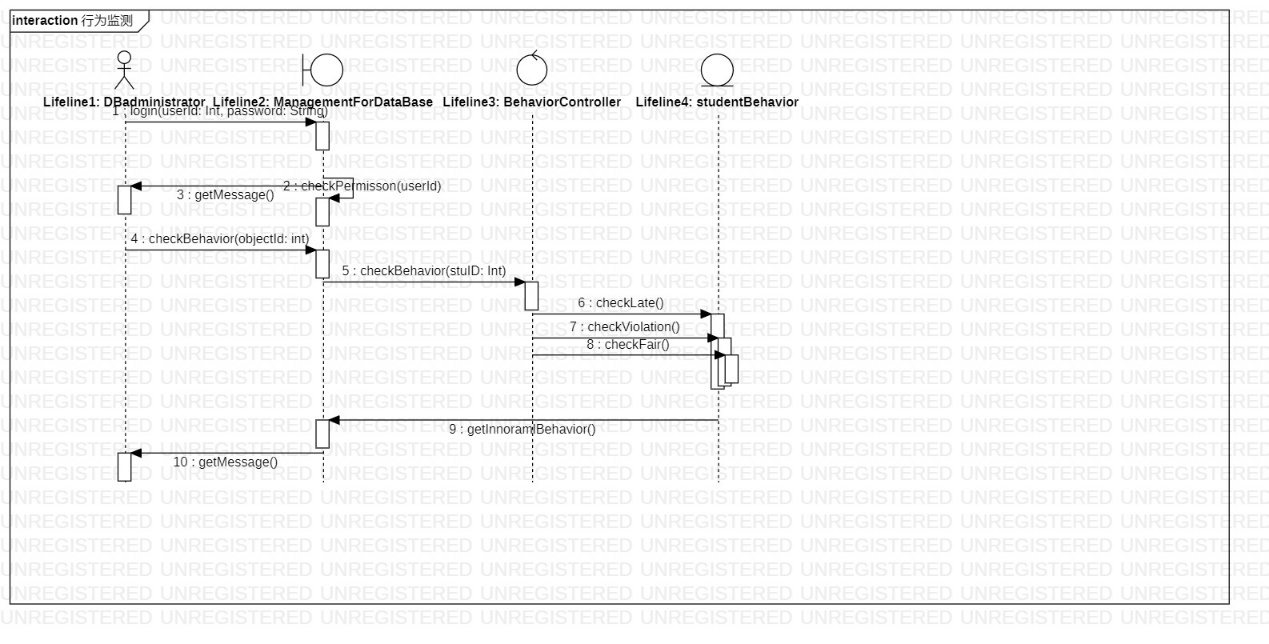 interaction 行为监测
Lifeline1: DBadministrator
Lifeline2: ManagementForDataBase
Lifeline3: BehaviorController
Lifeline4: studentBehavior
1 : login(userId: Int, password: String)
2 : checkPermisson(userId)
3 : getMessage()
4 : checkBehavior(objectId: int)
5 : checkBehavior(stuID: Int)
6 : checkLate()
7 : checkViolation()
8 : checkFair()
9 : getInnoramlBehavior()
10 : getMessage()
UNREGISTERED